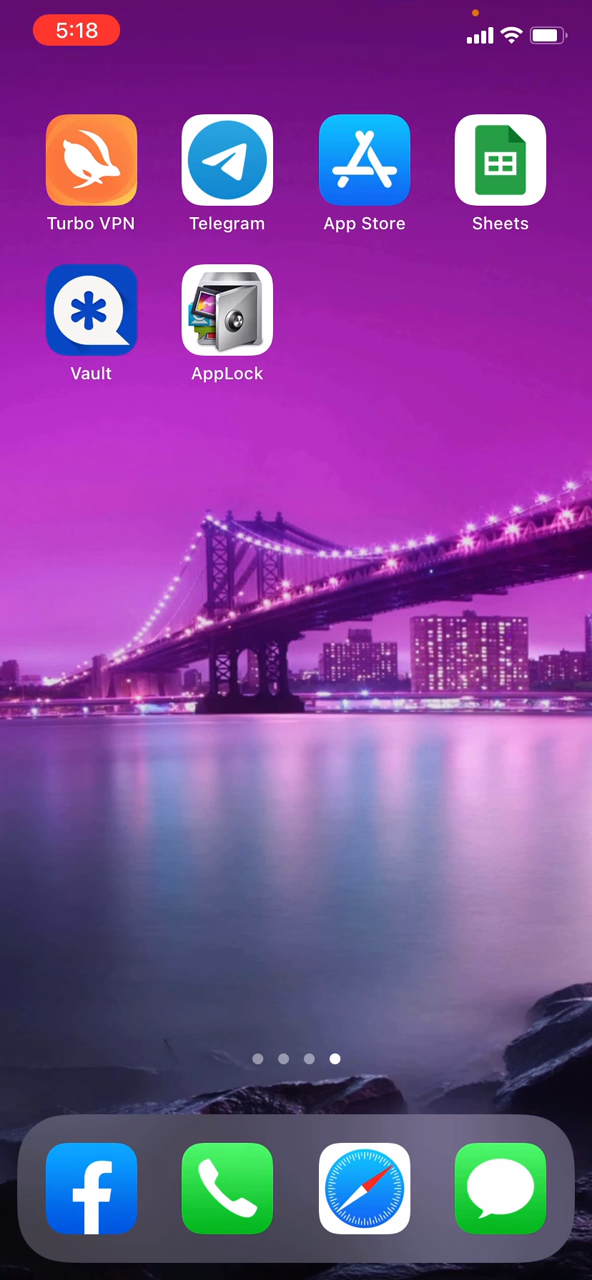 5:18
Turbo VPN
Telegram
App Store
Sheets
Vault
AppLock